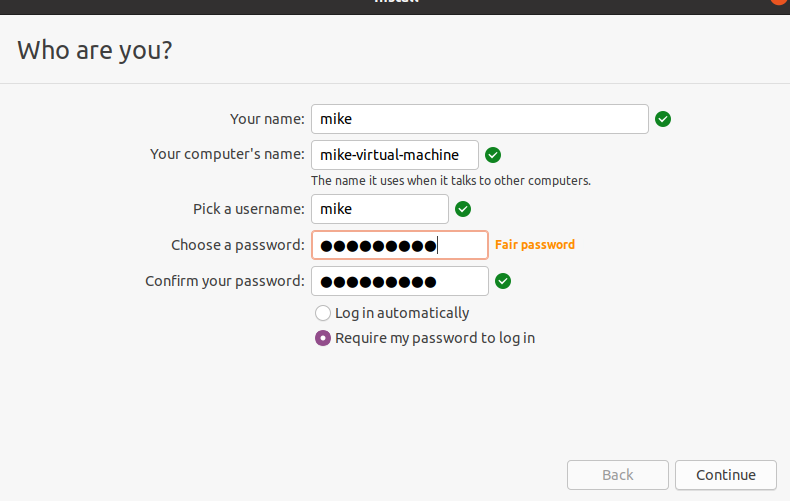 Install
Who are you?
Your name: mike
Your computer's name: mike-virtual-machine
The name it uses when it talks to other computers.
Pick a username: mike
Choose a password: ●●●●●●●●● Fair password
Confirm your password: ●●●●●●●●●
Log in automatically
Require my password to log in
Back Continue